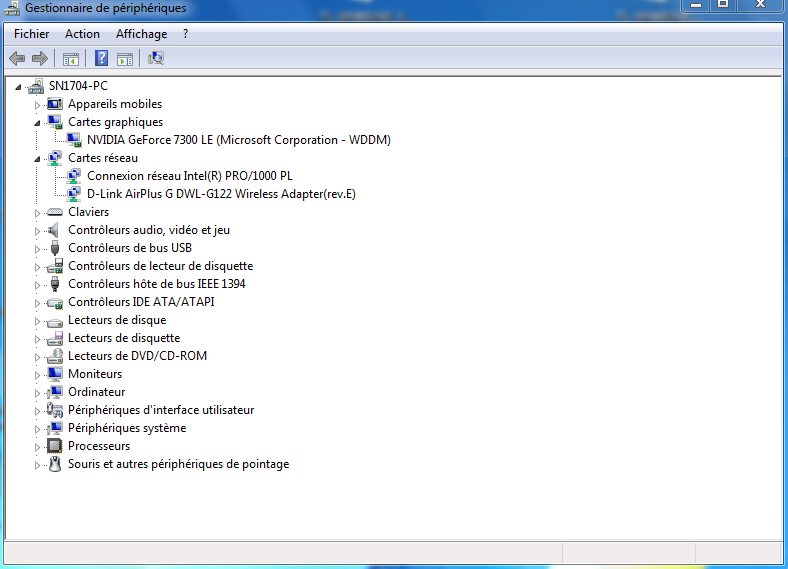 Gestionnaire de périphériques
Fichier Action Affichage ?
SN1704-PC
Appareils mobiles
Cartes graphiques
NVIDIA GeForce 7300 LE (Microsoft Corporation - WDDM)
Cartes réseau
Connexion réseau Intel(R) PRO/1000 PL
D-Link AirPlus G DWL-G122 Wireless Adapter(rev.E)
Claviers
Contrôleurs audio, vidéo et jeu
Contrôleurs de bus USB
Contrôleurs de lecteur de disquette
Contrôleurs hôte de bus IEEE 1394
Contrôleurs IDE ATA/ATAPI
Lecteurs de disque
Lecteurs de disquette
Lecteurs de DVD/CD-ROM
Moniteurs
Ordinateur
Périphériques d'interface utilisateur
Périphériques système
Processeurs
Souris et autres périphériques de pointage